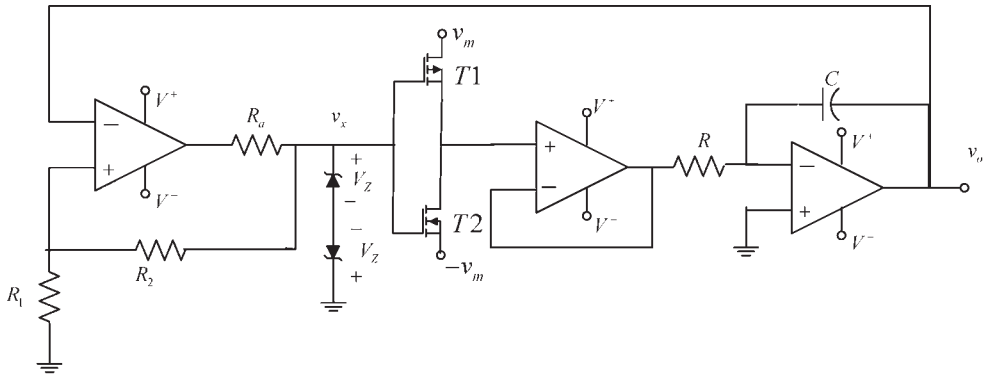 v_m
T1
V^+
R_a
v_x
V^-
+
V_Z
−
−
V_Z
+
R_2
R_1
T2
−v_m
V^+
V^-
R
C
V^+
V^-
v_o
−
+
+
−
−
+